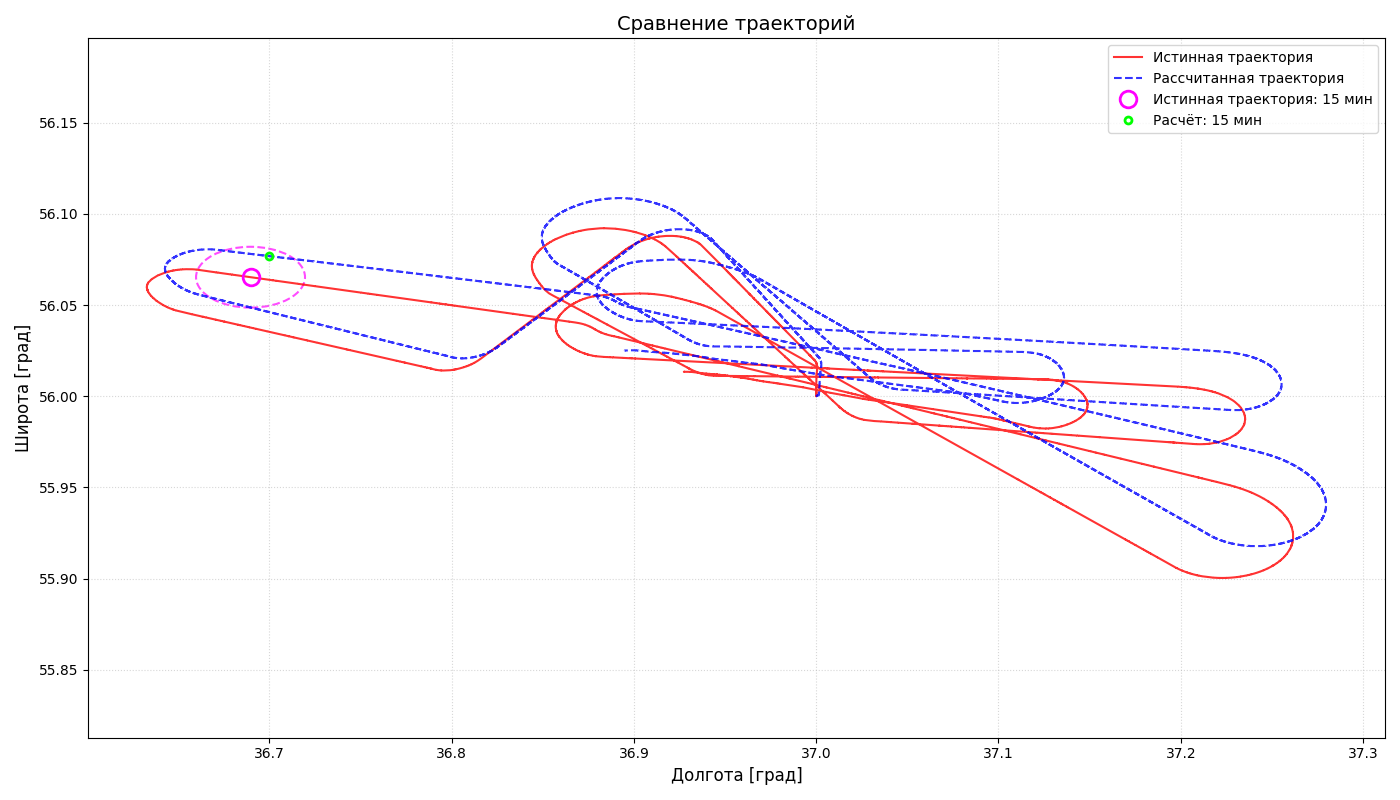 Сравнение траекторий
Истинная траектория
Рассчитанная траектория
Истинная траектория: 15 мин
Расчёт: 15 мин
56.15
56.10
56.05
56.00
55.95
55.90
55.85
Широта [град]
36.7 36.8 36.9 37.0 37.1 37.2 37.3
Долгота [град]